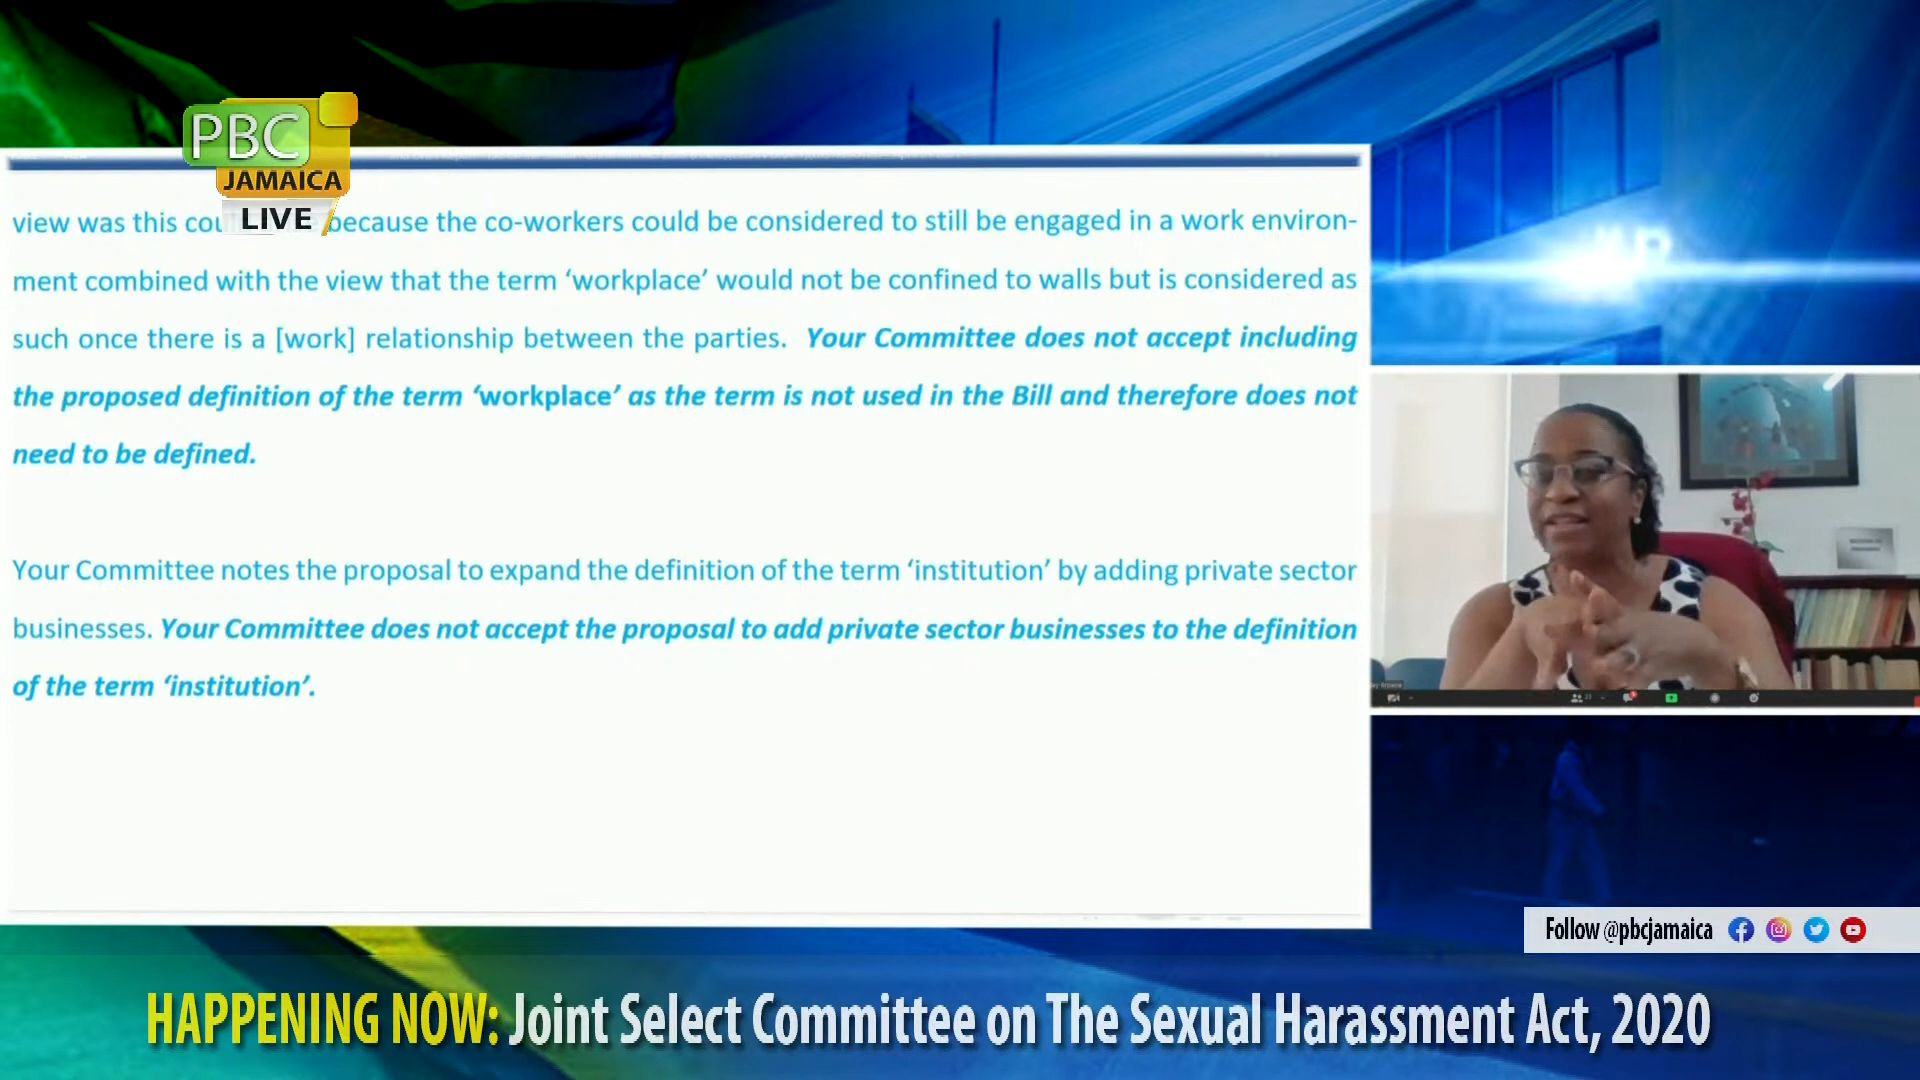 PBC
JAMAICA
LIVE
view was this because the co-workers could be considered to still be engaged in a work environ-
ment combined with the view that the term ‘workplace’ would not be confined to walls but is considered as
such once there is a [work] relationship between the parties. Your Committee does not accept including
the proposed definition of the term ‘workplace’ as the term is not used in the Bill and therefore does not
need to be defined.
Your Committee notes the proposal to expand the definition of the term ‘institution’ by adding private sector
businesses. Your Committee does not accept the proposal to add private sector businesses to the definition
of the term ‘institution’.
Follow @pbcjamaica
HAPPENING NOW: Joint Select Committee on The Sexual Harassment Act, 2020